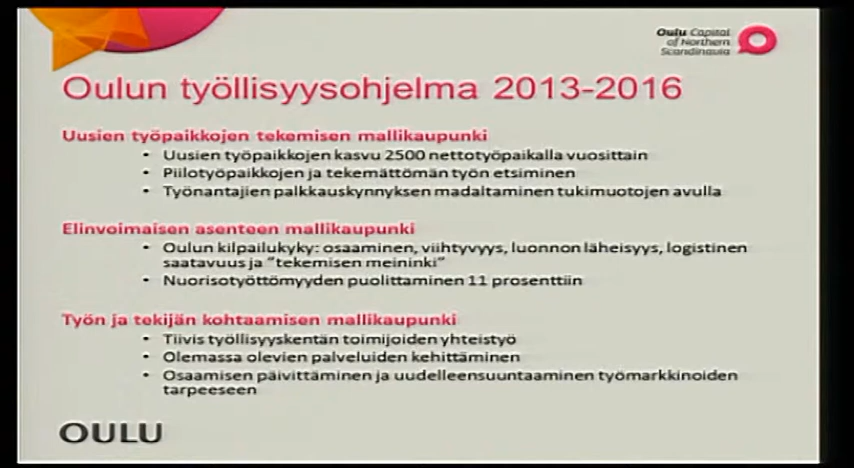 Oulu Capital
of Northern
Scandinavia
Oulun työllisyysohjelma 2013-2016
Uusien työpaikkojen tekemisen mallikaupunki
• Uusien työpaikkojen kasvu 2500 nettotyöpaikalla vuosittain
• Piilotyöpaikkojen ja tekemättömän työn etsiminen
• Työnantajien palkkauskynnyksen madaltaminen tukimuotojen avulla
Elinvoimaisen asenteen mallikaupunki
• Oulun kilpailukyky: osaaminen, viihtyvyys, luonnon läheisyys, logistinen
saatavuus ja "tekemisen meininki"
• Nuorisotyöttömyyden puolittaminen 11 prosenttiin
Työn ja tekijän kohtaamisen mallikaupunki
• Tiivis työllisyyskentän toimijoiden yhteistyö
• Olemassa olevien palveluiden kehittäminen
• Osaamisen päivittäminen ja uudelleensuuntaaminen työmarkkinoiden
tarpeeseen
OULU